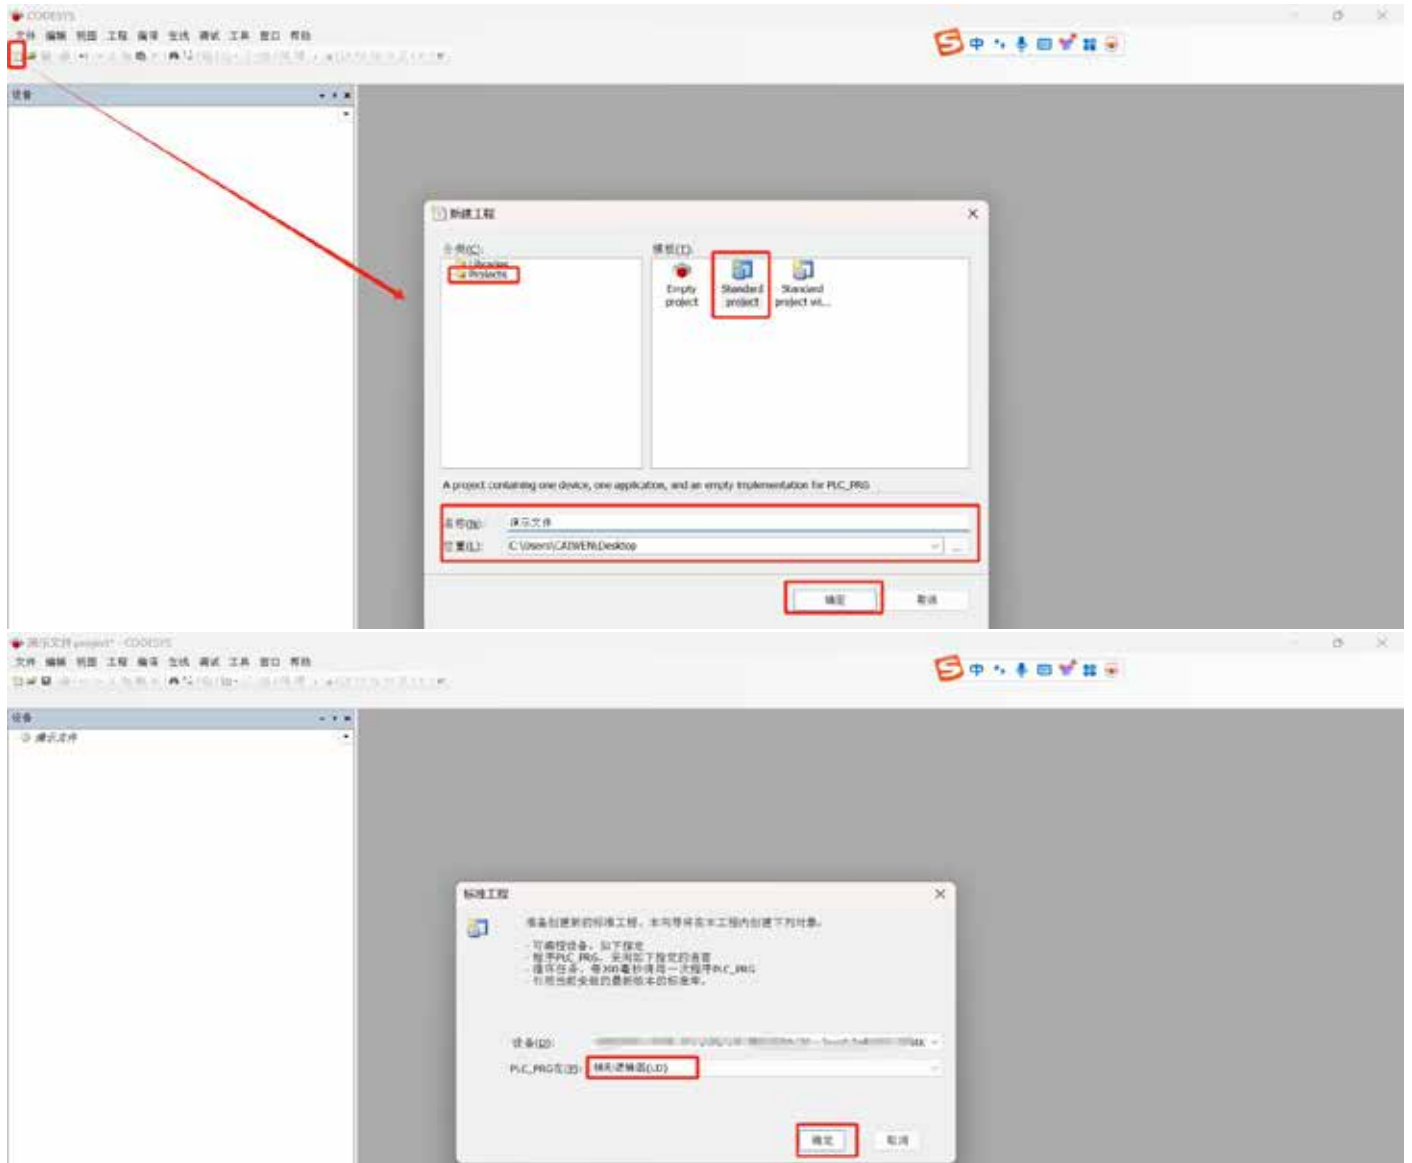 CODESYS
文件 编辑 视图 工程 编译 在线 调试 工具 窗口 帮助
中
设备
新建工程
分类(C):
模板(T):
Libraries
Projects
Empty project
Standard project
Standard project wi...
A project containing one device, one application, and an empty implementation for PLC_PRG
名称(N): 演示文件
位置(L): C:\Users\CAIWEN\Desktop
...
确定 取消
演示文件.project* - CODESYS
文件 编辑 视图 工程 编译 在线 调试 工具 窗口 帮助
中
设备
演示文件
标准工程
准备创建新的标准工程。本向导将在本工程内创建下列对象。
- 可编程设备，如下指定
- 程序PLC_PRG，采用如下指定的语言
- 循环任务，每200毫秒调用一次程序PLC_PRG
- 引用当前安装的最新版本的标准库。
设备(D):
PLC_PRG在(P): 梯形逻辑图(LD)
确定 取消